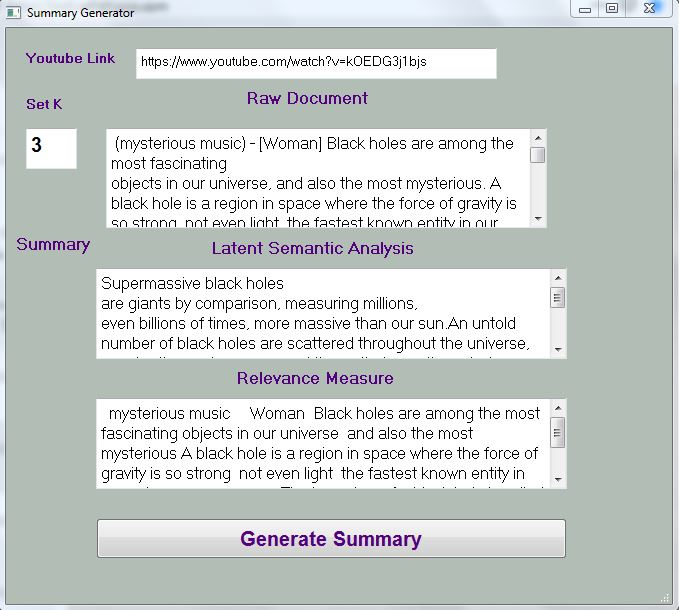 Summary Generator
Youtube Link
https://www.youtube.com/watch?v=kOEDG3j1bjs
Set K
Raw Document
3
(mysterious music) - [Woman] Black holes are among the
most fascinating
objects in our universe, and also the most mysterious. A
black hole is a region in space where the force of gravity is
so strong, not even light, the fastest known entity in our
Summary
Latent Semantic Analysis
Supermassive black holes
are giants by comparison, measuring millions,
even billions of times, more massive than our sun.An untold
number of black holes are scattered throughout the universe,
Relevance Measure
mysterious music Woman Black holes are among the most
fascinating objects in our universe and also the most
mysterious A black hole is a region in space where the force of
gravity is so strong not even light the fastest known entity in
Generate Summary